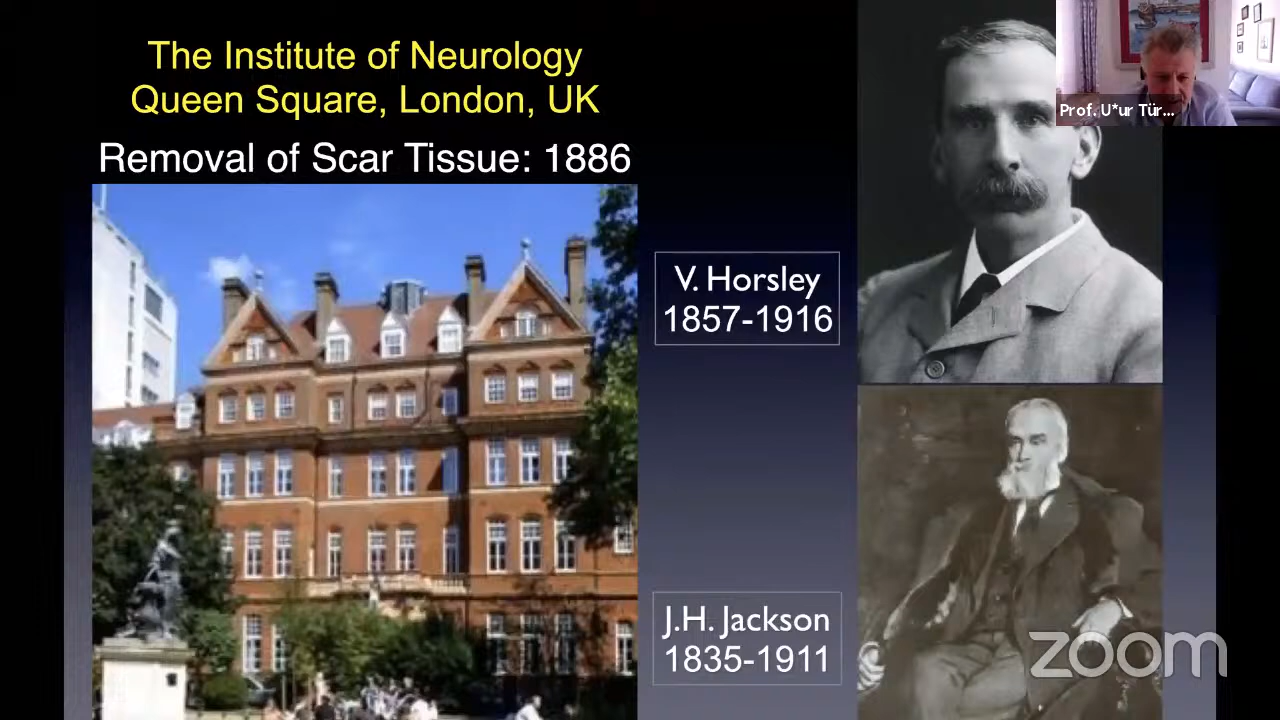 The Institute of Neurology
Queen Square, London, UK
Removal of Scar Tissue: 1886
Prof. U*ur Tür...
V. Horsley
1857-1916
J.H. Jackson
1835-1911
zoom